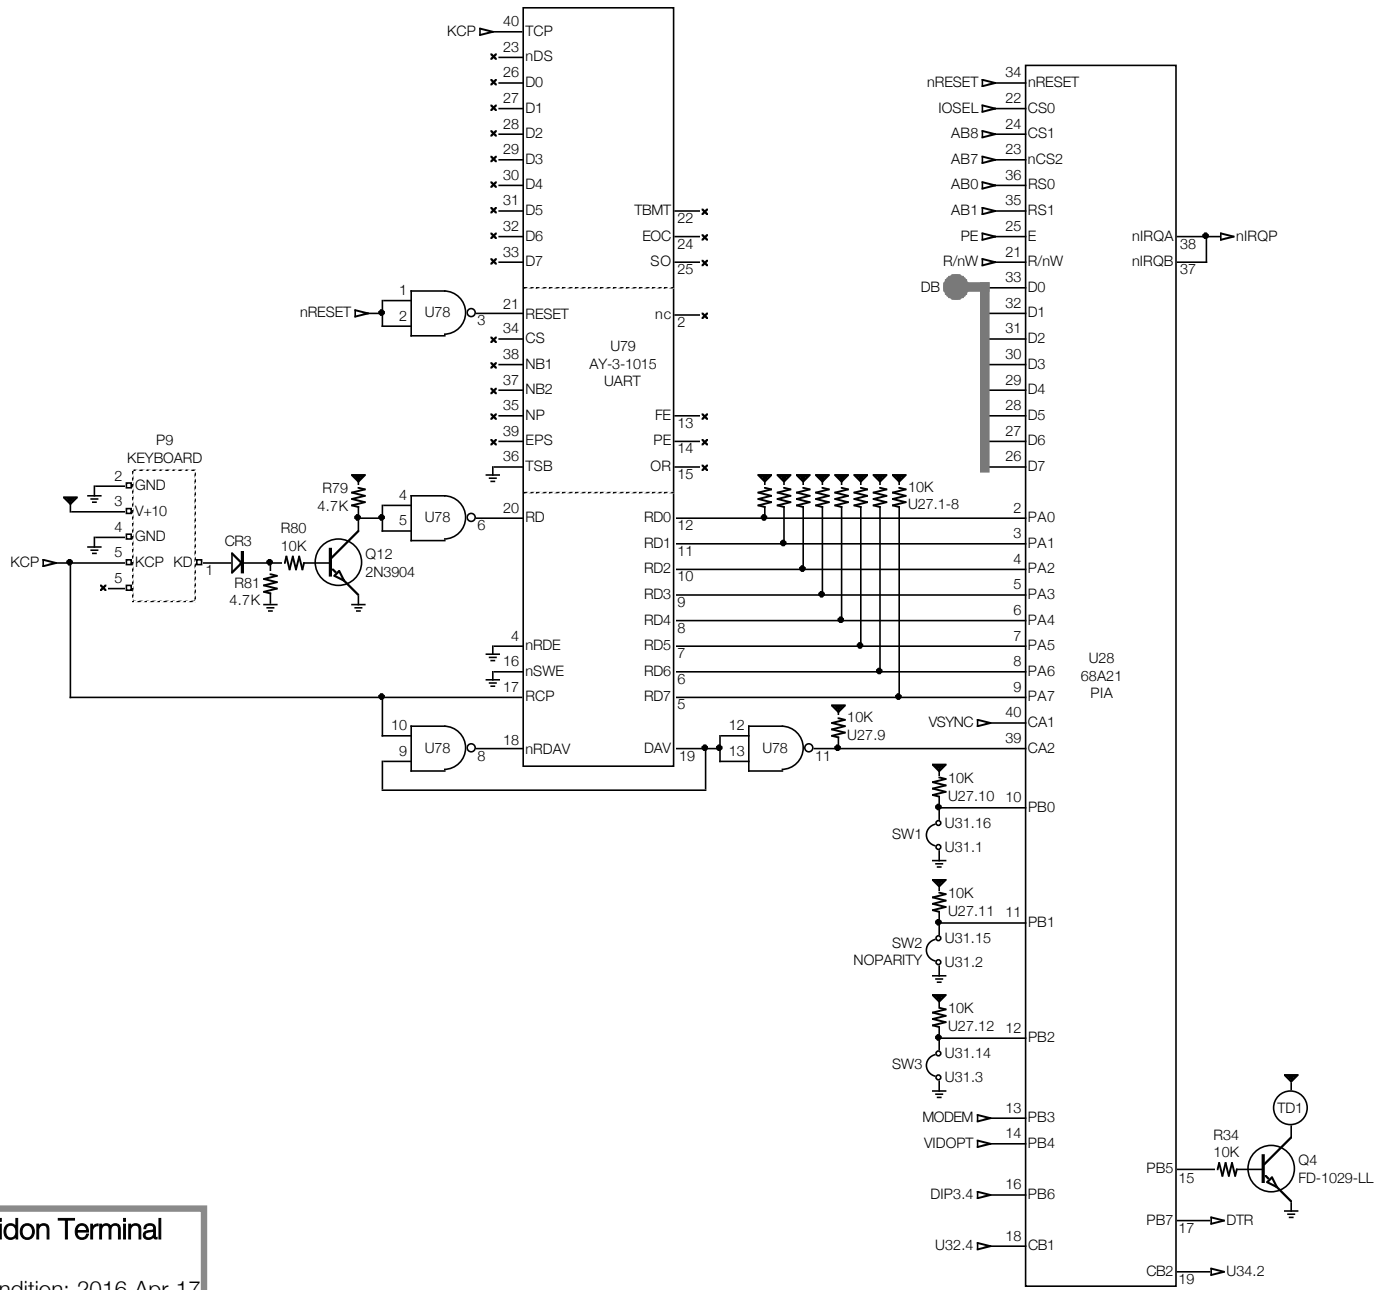 KCP
40
TCP
23
nDS
26
D0
27
D1
28
D2
29
D3
30
D4
31
D5
32
D6
33
D7
TBMT
22
EOC
24
SO
25
nRESET
1
2
U78
3
21
RESET
34
CS
38
NB1
37
NB2
35
NP
39
EPS
36
TSB
nc
2
U79
AY-3-1015
UART
FE
13
PE
14
OR
15
P9
KEYBOARD
2
GND
3
V+10
4
GND
KCP
5
KCP
KD
1
5
CR3
R81
4.7K
R80
10K
R79
4.7K
Q12
2N3904
4
5
U78
6
20
RD
4
nRDE
16
nSWE
17
RCP
10
9
U78
8
18
nRDAV
RD0
12
RD1
11
RD2
10
RD3
9
RD4
8
RD5
7
RD6
6
RD7
5
DAV
19
12
13
U78
11
10K
U27.1-8
10K
U27.9
nRESET
34
nRESET
IOSEL
22
CS0
AB8
24
CS1
AB7
23
nCS2
AB0
36
RS0
AB1
35
RS1
PE
25
E
R/nW
21
R/nW
DB
33
D0
32
D1
31
D2
30
D3
29
D4
28
D5
27
D6
26
D7
nIRQA
38
nIRQP
nIRQB
37
2
PA0
3
PA1
4
PA2
5
PA3
6
PA4
7
PA5
8
PA6
9
PA7
U28
68A21
PIA
VSYNC
40
CA1
39
CA2
10K
U27.10
10
PB0
SW1
U31.16
U31.1
10K
U27.11
11
PB1
SW2
NOPARITY
U31.15
U31.2
10K
U27.12
12
PB2
SW3
U31.14
U31.3
MODEM
13
PB3
VIDOPT
14
PB4
DIP3.4
16
PB6
U32.4
18
CB1
PB5
15
R34
10K
TD1
Q4
FD-1029-LL
PB7
17
DTR
CB2
19
U34.2
idon Terminal
ndition: 2016 Apr 17